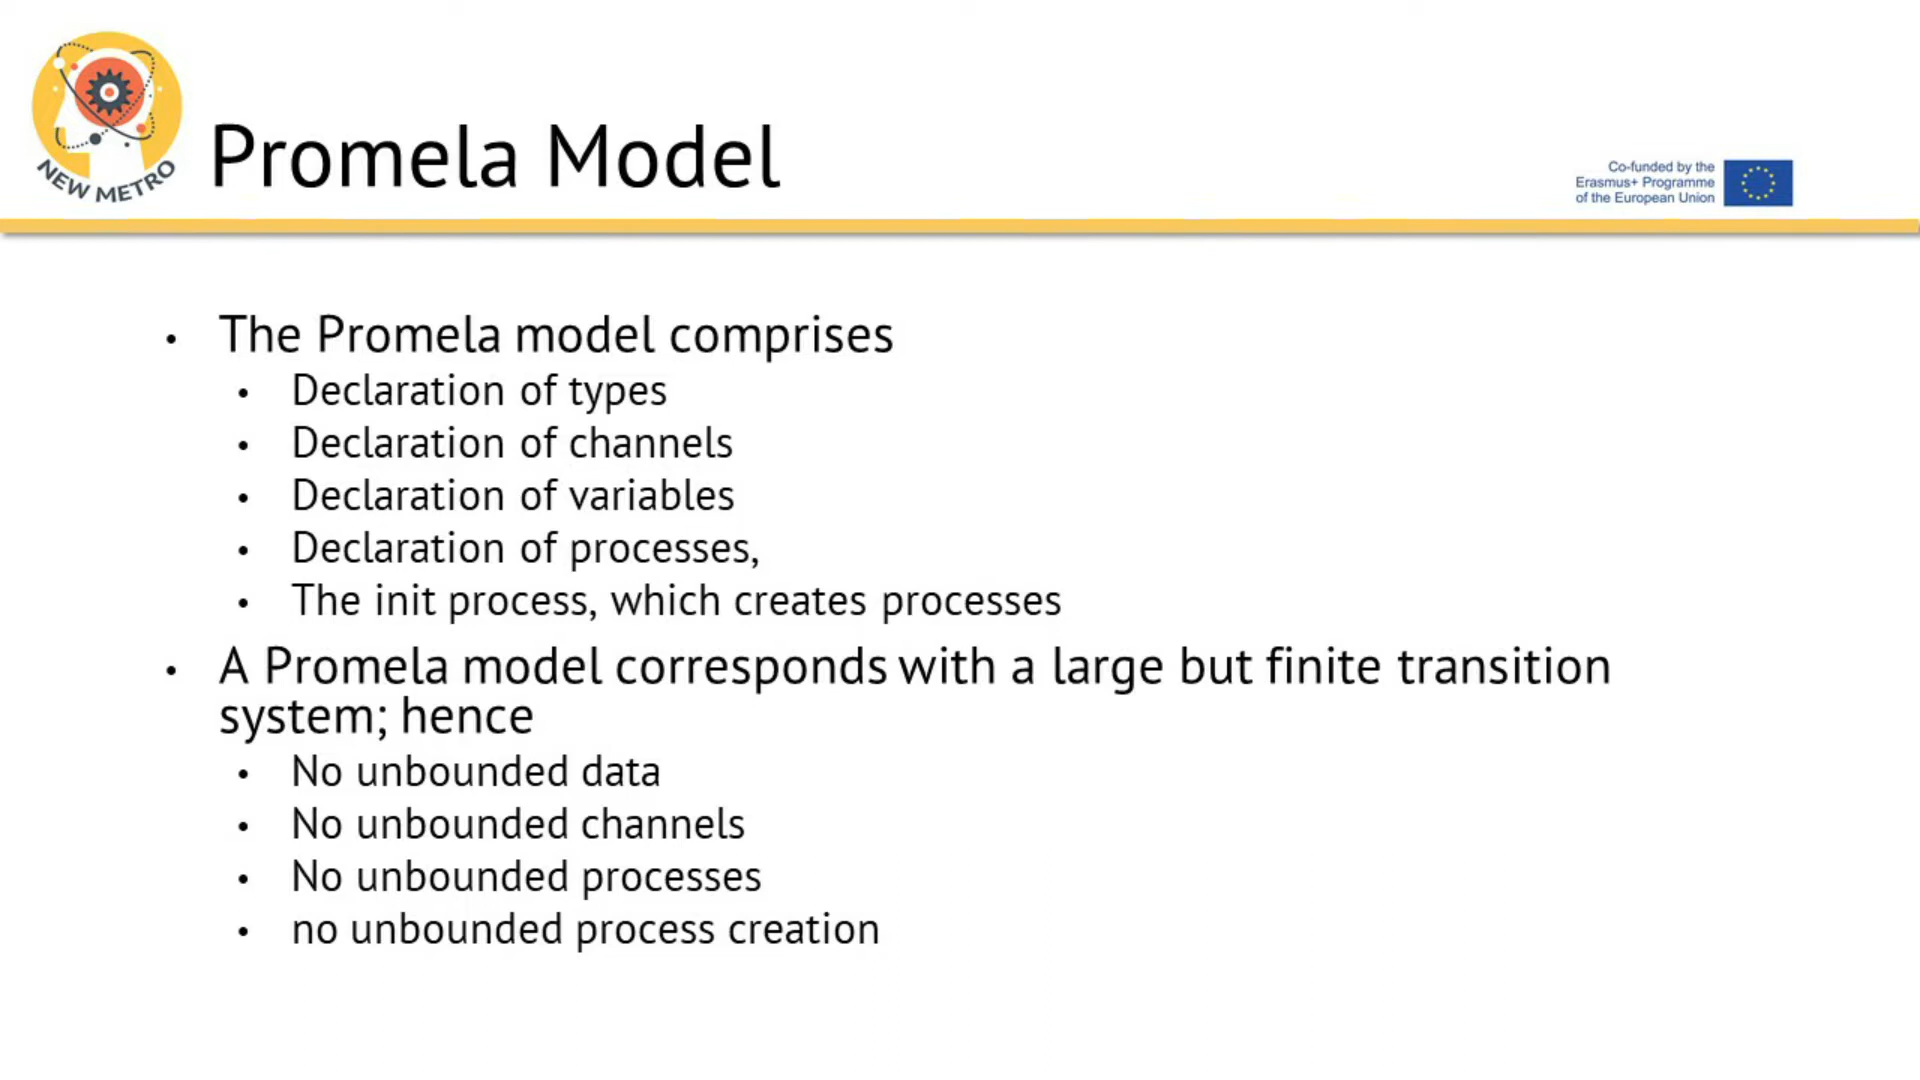 NEW METRO
Promela Model
Co-funded by the
Erasmus+ Programme
of the European Union
• The Promela model comprises
• Declaration of types
• Declaration of channels
• Declaration of variables
• Declaration of processes,
• The init process, which creates processes
• A Promela model corresponds with a large but finite transition
system; hence
• No unbounded data
• No unbounded channels
• No unbounded processes
• no unbounded process creation